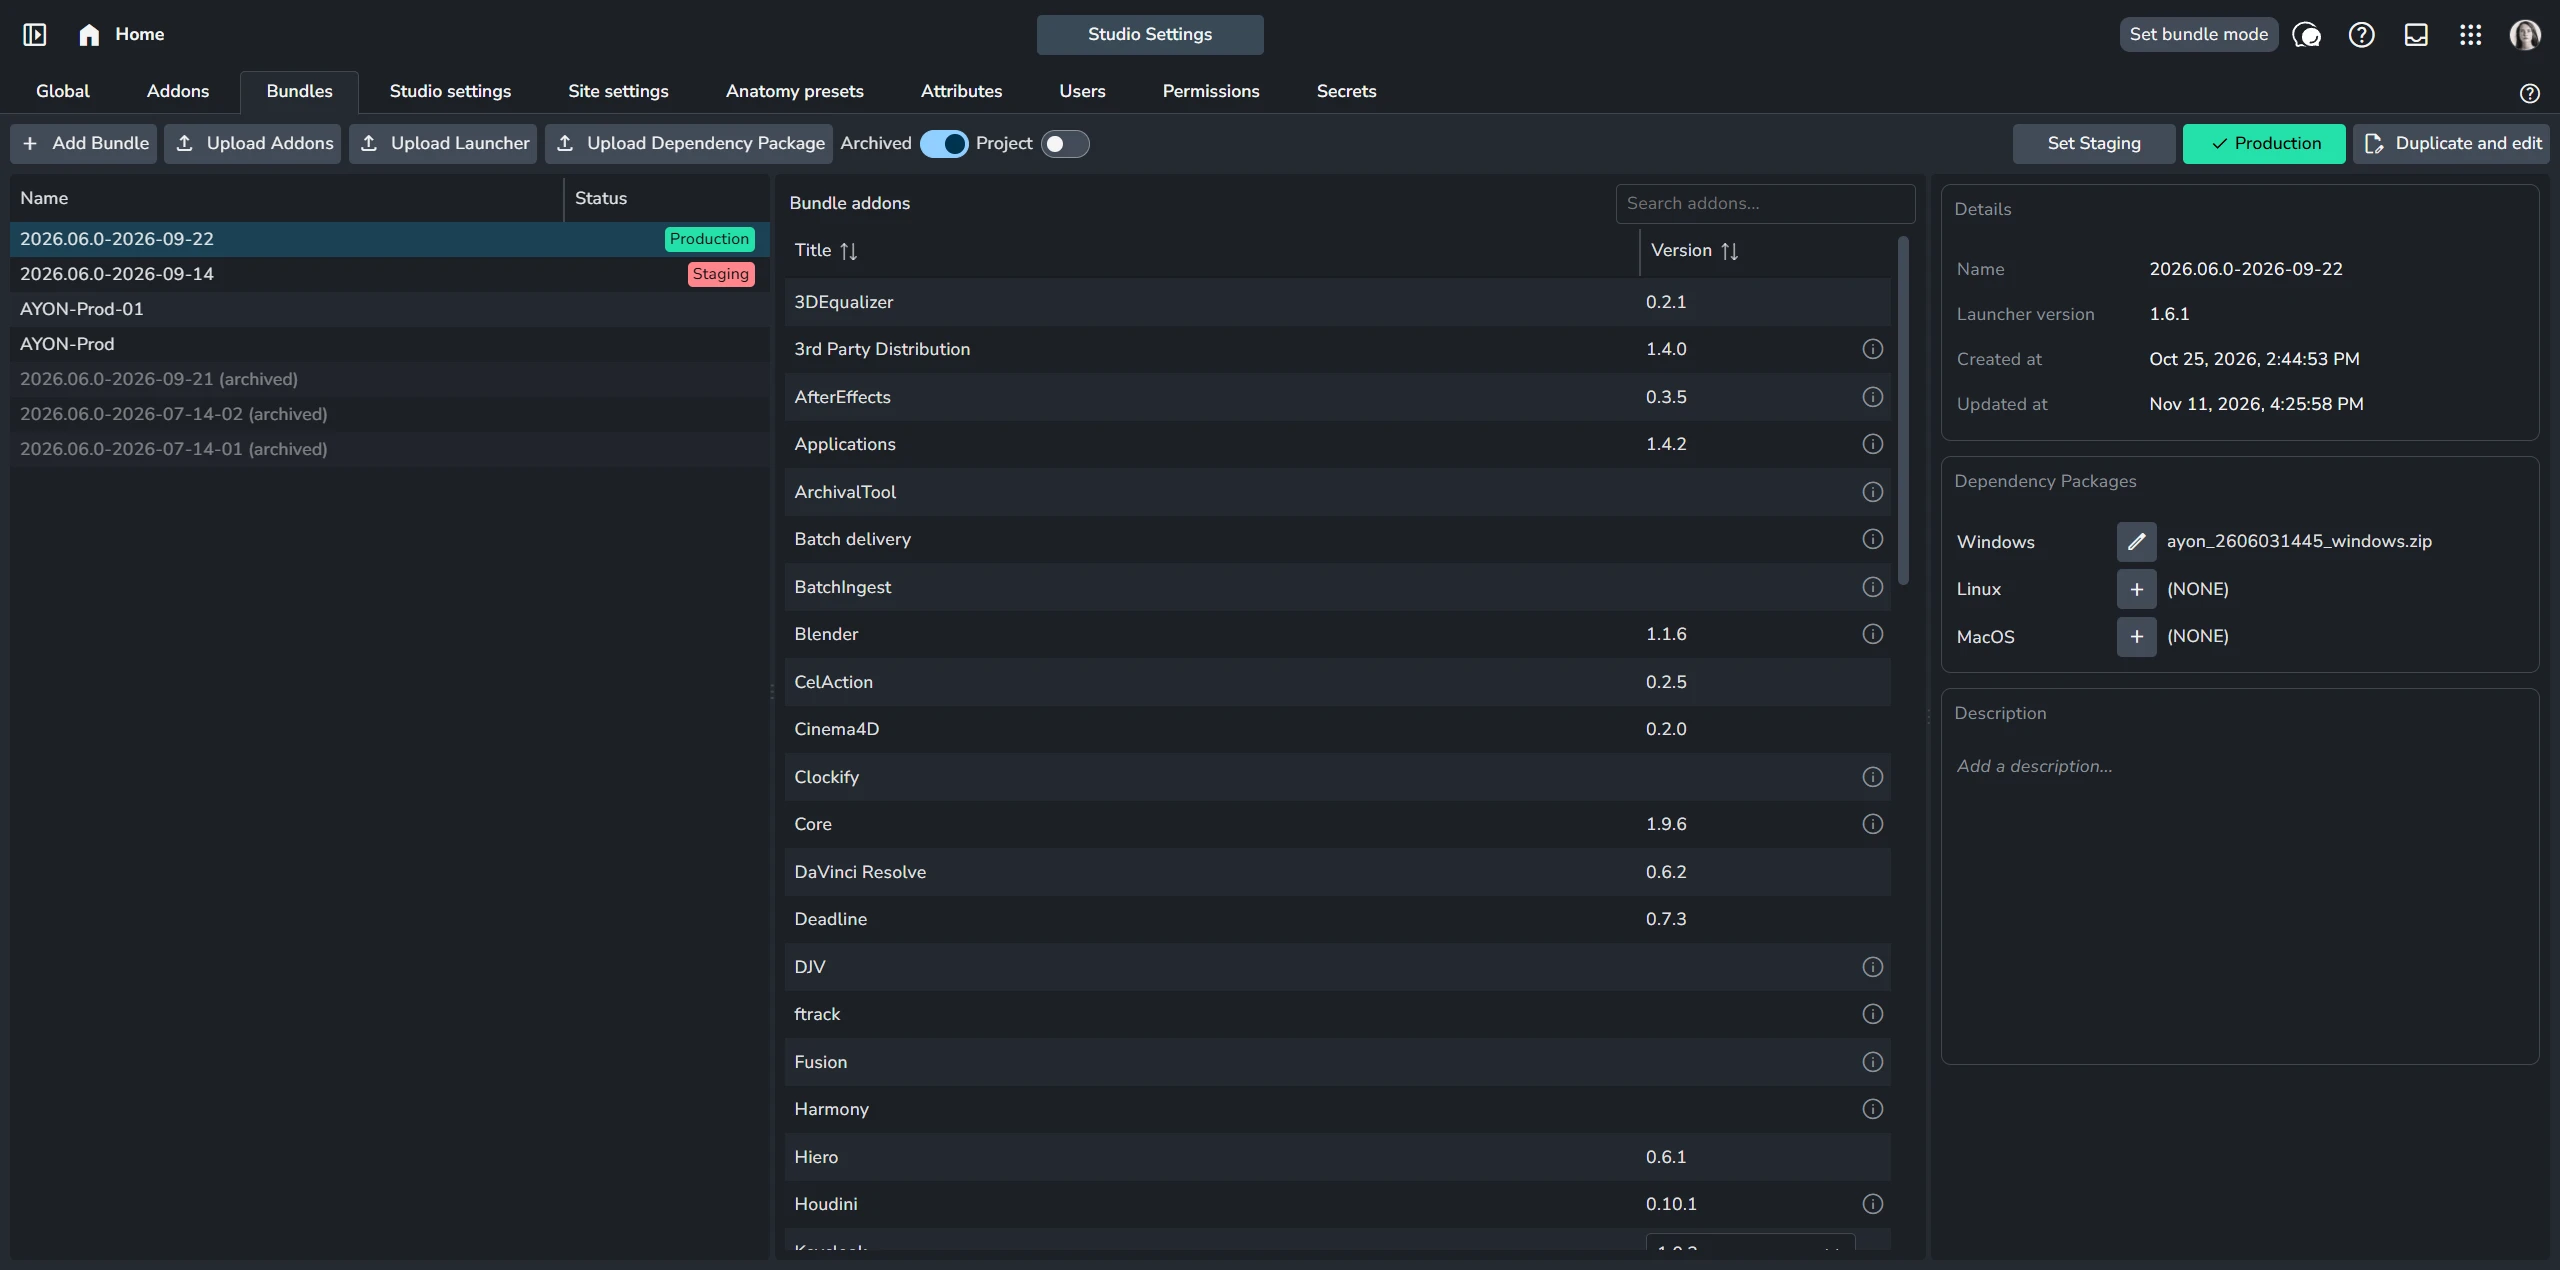 Home
Studio Settings
Set bundle mode
Global Addons Bundles Studio settings Site settings Anatomy presets Attributes Users Permissions Secrets
Add Bundle Upload Addons Upload Launcher Upload Dependency Package Archived Project Set Staging Production Duplicate and edit
Name Status
2026.06.0-2026-09-22 Production
2026.06.0-2026-09-14 Staging
AYON-Prod-01
AYON-Prod
2026.06.0-2026-09-21 (archived)
2026.06.0-2026-07-14-02 (archived)
2026.06.0-2026-07-14-01 (archived)
Bundle addons Search addons...
Title Version
3DEqualizer 0.2.1
3rd Party Distribution 1.4.0
AfterEffects 0.3.5
Applications 1.4.2
ArchivalTool
Batch delivery
BatchIngest
Blender 1.1.6
CelAction 0.2.5
Cinema4D 0.2.0
Clockify
Core 1.9.6
DaVinci Resolve 0.6.2
Deadline 0.7.3
DJV
ftrack
Fusion
Harmony
Hiero 0.6.1
Houdini 0.10.1
Details
Name 2026.06.0-2026-09-22
Launcher version 1.6.1
Created at Oct 25, 2026, 2:44:53 PM
Updated at Nov 11, 2026, 4:25:58 PM
Dependency Packages
Windows ayon_2606031445_windows.zip
Linux (NONE)
MacOS (NONE)
Description
Add a description...